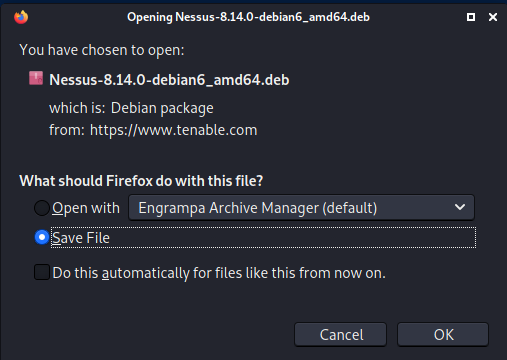 Opening Nessus-8.14.0-debian6_amd64.deb
You have chosen to open:
Nessus-8.14.0-debian6_amd64.deb
which is: Debian package
from: https://www.tenable.com
What should Firefox do with this file?
Open with Engrampa Archive Manager (default)
Save File
Do this automatically for files like this from now on.
Cancel OK